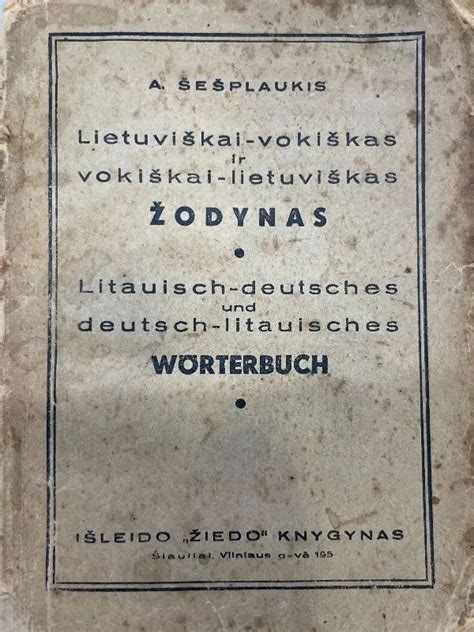 A. ŠEŠPLAUKIS
Lietuviškai-vokiškas
ir
vokiškai-lietuviškas
ŽODYNAS
Litauisch-deutsches
und
deutsch-litauisches
WÖRTERBUCH
IŠLEIDO „ŽIEDO“ KNYGYNAS
Šiauliai, Vilniaus g-vė 195